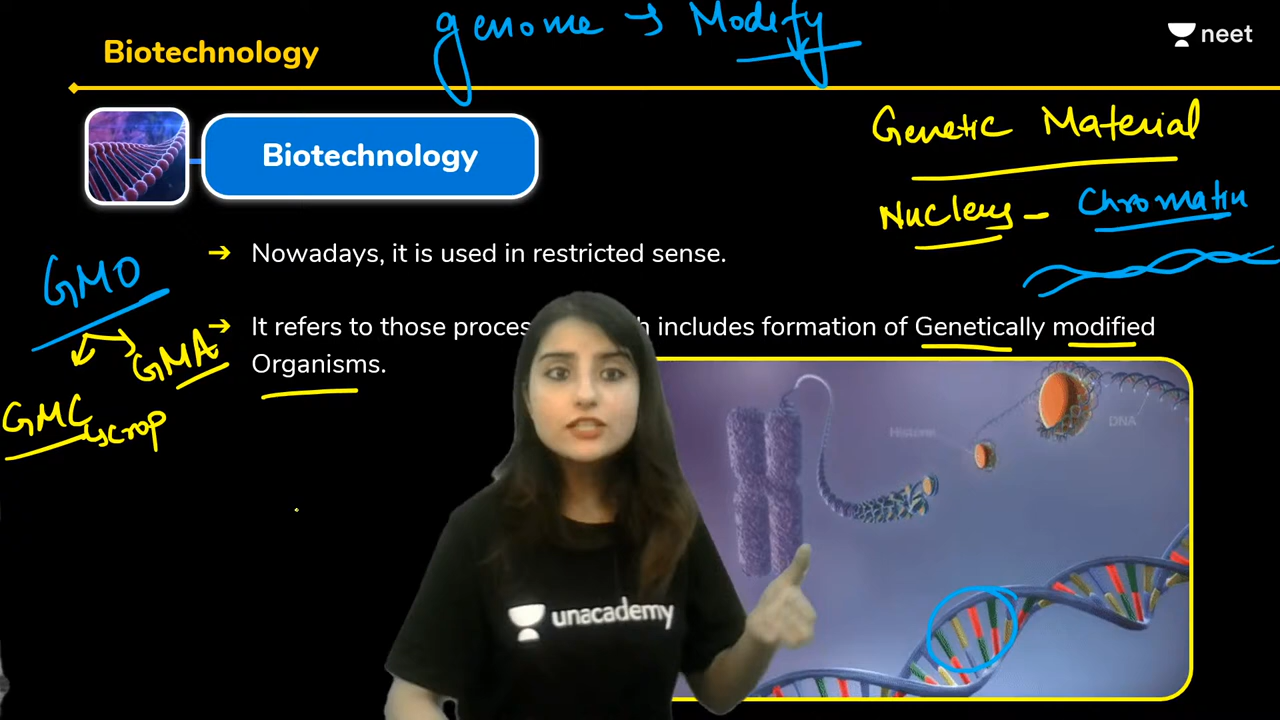 genome → Modify
Biotechnology
neet
Genetic Material
Biotechnology
Nucleus - Chromatin
→ Nowadays, it is used in restricted sense.
GMO
→ It refers to those proces h includes formation of Genetically modified
Organisms.
GMA
GMC
↳ crop
Histone
DNA
unacademy